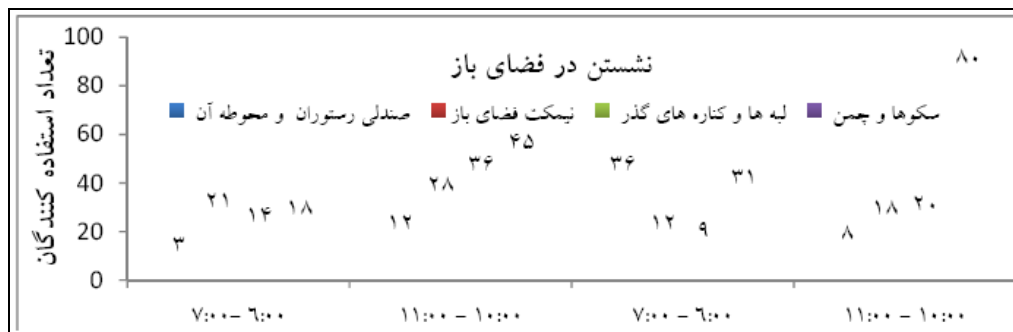 نشستن در فضای باز
صندلی رستوران و محوطه آن
نیمکت فضای باز
لبه ها و کناره های گذر
سکوها و چمن
تعداد استفاده کنندگان
100
80
60
40
20
0
۳ ۲۱ ۱۴ ۱۸
۱۲ ۲۸ ۳۶ ۴۵
۳۶ ۱۲ ۹ ۳۱
۸ ۱۸ ۲۰ ۸۰
۷:۰۰ – ۶:۰۰
۱۱:۰۰ – ۱۰:۰۰
۷:۰۰ – ۶:۰۰
۱۱:۰۰ – ۱۰:۰۰